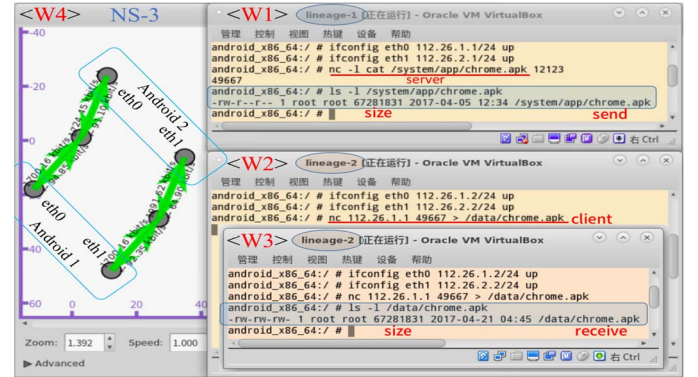 <W4> NS-3
-40
-20
-0
40
-60
0
20
40
eth0
Android 2
eth1
eth0
Android 1
eth1
Zoom: 1.392 Speed: 1.000
Advanced
<W1> lineage-1 [正在运行] - Oracle VM VirtualBox
管理 控制 视图 热键 设备 帮助
android_x86_64:/ # ifconfig eth0 112.26.1.1/24 up
android_x86_64:/ # ifconfig eth1 112.26.2.1/24 up
android_x86_64:/ # nc -l cat /system/app/chrome.apk 12123
49667
server
android_x86_64:/ # ls -l /system/app/chrome.apk
-rw-r--r-- 1 root root 67281831 2017-04-05 12:34 /system/app/chrome.apk
android_x86_64:/ #
size
send
右 Ctrl
<W2> lineage-2 [正在运行] - Oracle VM VirtualBox
管理 控制 视图 热键 设备 帮助
android_x86_64:/ # ifconfig eth0 112.26.1.2/24 up
android_x86_64:/ # ifconfig eth1 112.26.2.2/24 up
android_x86_64:/ # nc 112.26.1.1 49667 > /data/chrome.apk client
<W3> lineage-2 [正在运行] - Oracle VM VirtualBox
管理 控制 视图 热键 设备 帮助
android_x86_64:/ # ifconfig eth0 112.26.1.2/24 up
android_x86_64:/ # ifconfig eth1 112.26.2.2/24 up
android_x86_64:/ # nc 112.26.1.1 49667 > /data/chrome.apk
android_x86_64:/ # ls -l /data/chrome.apk
-rw-rw-rw- 1 root root 67281831 2017-04-21 04:45 /data/chrome.apk
android_x86_64:/ #
size
receive
右 Ctrl